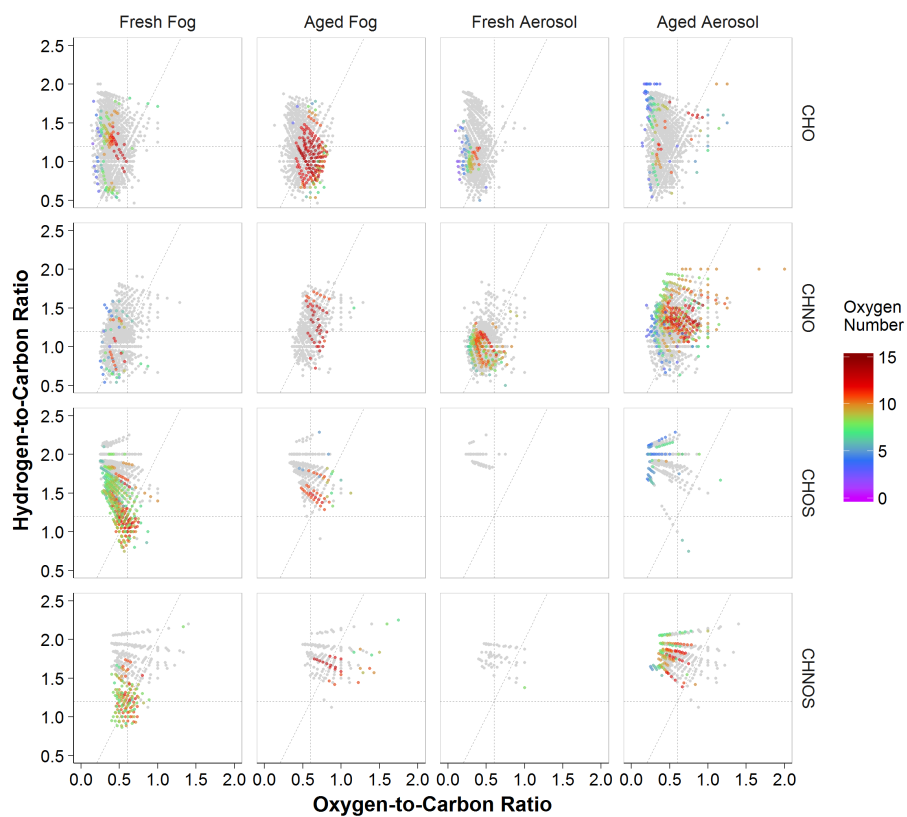 Fresh Fog Aged Fog Fresh Aerosol Aged Aerosol
2.5
2.0
1.5
1.0
0.5
CHO
2.5
2.0
1.5
1.0
0.5
CHNO
2.5
2.0
1.5
1.0
0.5
CHOS
2.5
2.0
1.5
1.0
0.5
CHNOS
Hydrogen-to-Carbon Ratio
0.0 0.5 1.0 1.5 2.0 0.0 0.5 1.0 1.5 2.0 0.0 0.5 1.0 1.5 2.0 0.0 0.5 1.0 1.5 2.0
Oxygen-to-Carbon Ratio
Oxygen
Number
15
10
5
0